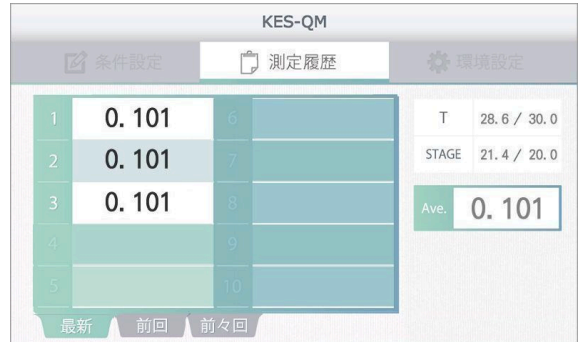 KES-QM
条件設定
測定履歴
環境設定
1 0.101
2 0.101
3 0.101
4
5
6
7
8
9
10
T 28.6 / 30.0
STAGE 21.4 / 20.0
Ave. 0.101
最新 前回 前々回